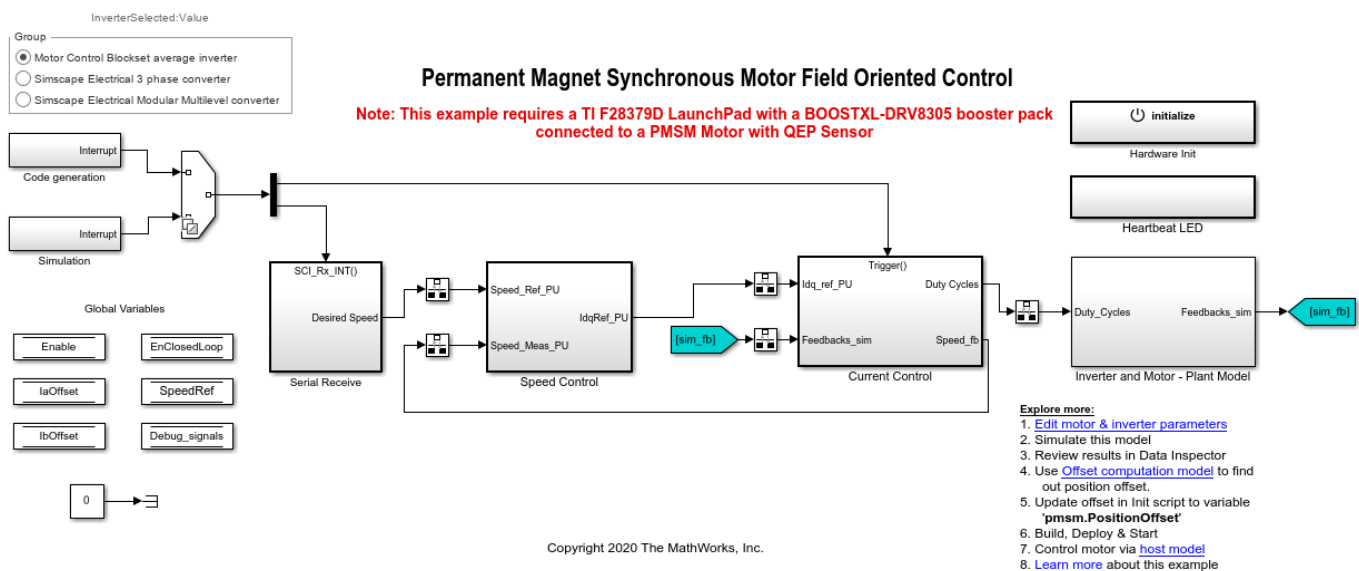 InverterSelected:Value
Group
Motor Control Blockset average inverter
Simscape Electrical 3 phase converter
Simscape Electrical Modular Multilevel converter
Permanent Magnet Synchronous Motor Field Oriented Control
Note: This example requires a TI F28379D LaunchPad with a BOOSTXL-DRV8305 booster pack
connected to a PMSM Motor with QEP Sensor
initialize
Hardware Init
Heartbeat LED
Interrupt
Code generation
Interrupt
Simulation
SCI_Rx_INT()
Desired Speed
Serial Receive
Speed_Ref_PU
Speed_Meas_PU
IdqRef_PU
Speed Control
[sim_fb]
Trigger()
Idq_ref_PU
Duty Cycles
Feedbacks_sim
Speed_fb
Current Control
Duty_Cycles
Feedbacks_sim
Inverter and Motor - Plant Model
[sim_fb]
Global Variables
Enable
EnClosedLoop
IaOffset
SpeedRef
IbOffset
Debug_signals
0
Explore more:
1. Edit motor & inverter parameters
2. Simulate this model
3. Review results in Data Inspector
4. Use Offset computation model to find
out position offset.
5. Update offset in Init script to variable
'pmsm.PositionOffset'
6. Build, Deploy & Start
7. Control motor via host model
8. Learn more about this example
Copyright 2020 The MathWorks, Inc.